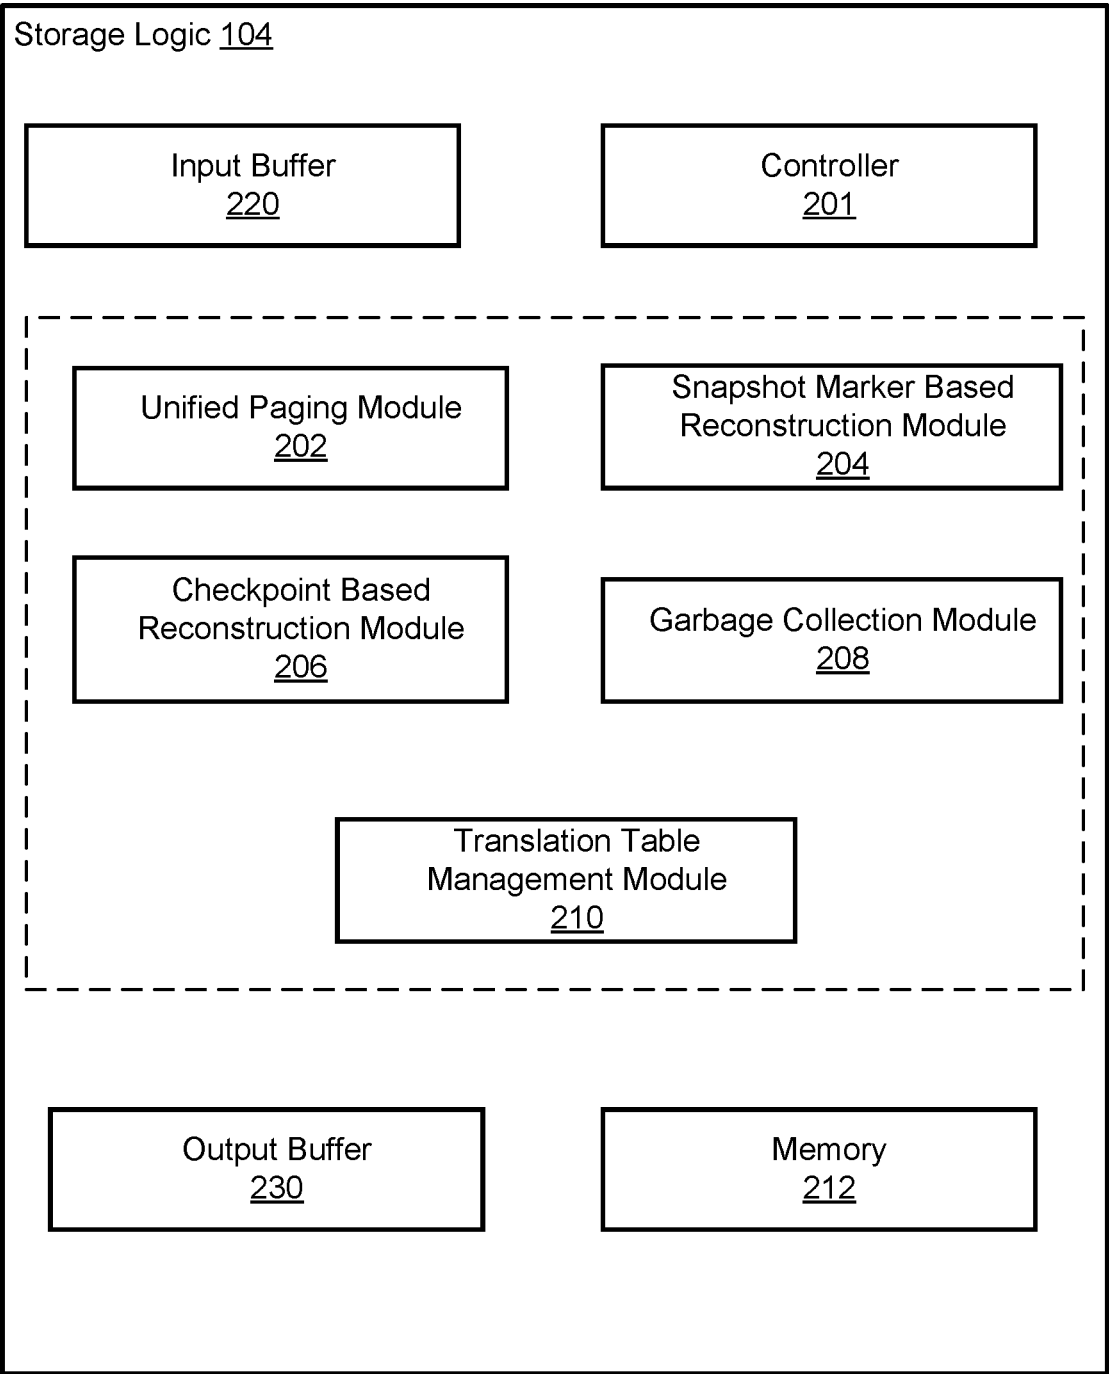 Storage Logic 104
Input Buffer
220
Controller
201
Unified Paging Module
202
Snapshot Marker Based
Reconstruction Module
204
Checkpoint Based
Reconstruction Module
206
Garbage Collection Module
208
Translation Table
Management Module
210
Output Buffer
230
Memory
212